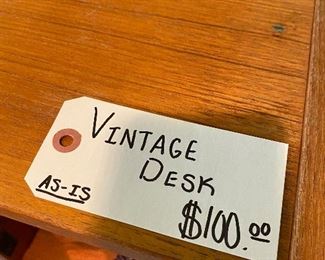 VINTAGE
DESK
AS-IS
$100.00